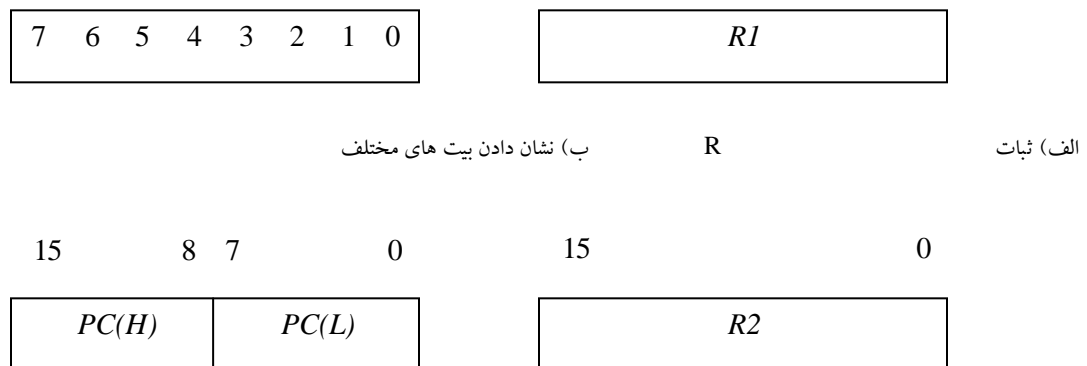 7 6 5 4 3 2 1 0
R1
الف) ثبات R
ب) نشان دادن بیت های مختلف
15 8 7 0
15 0
PC(H) PC(L)
R2